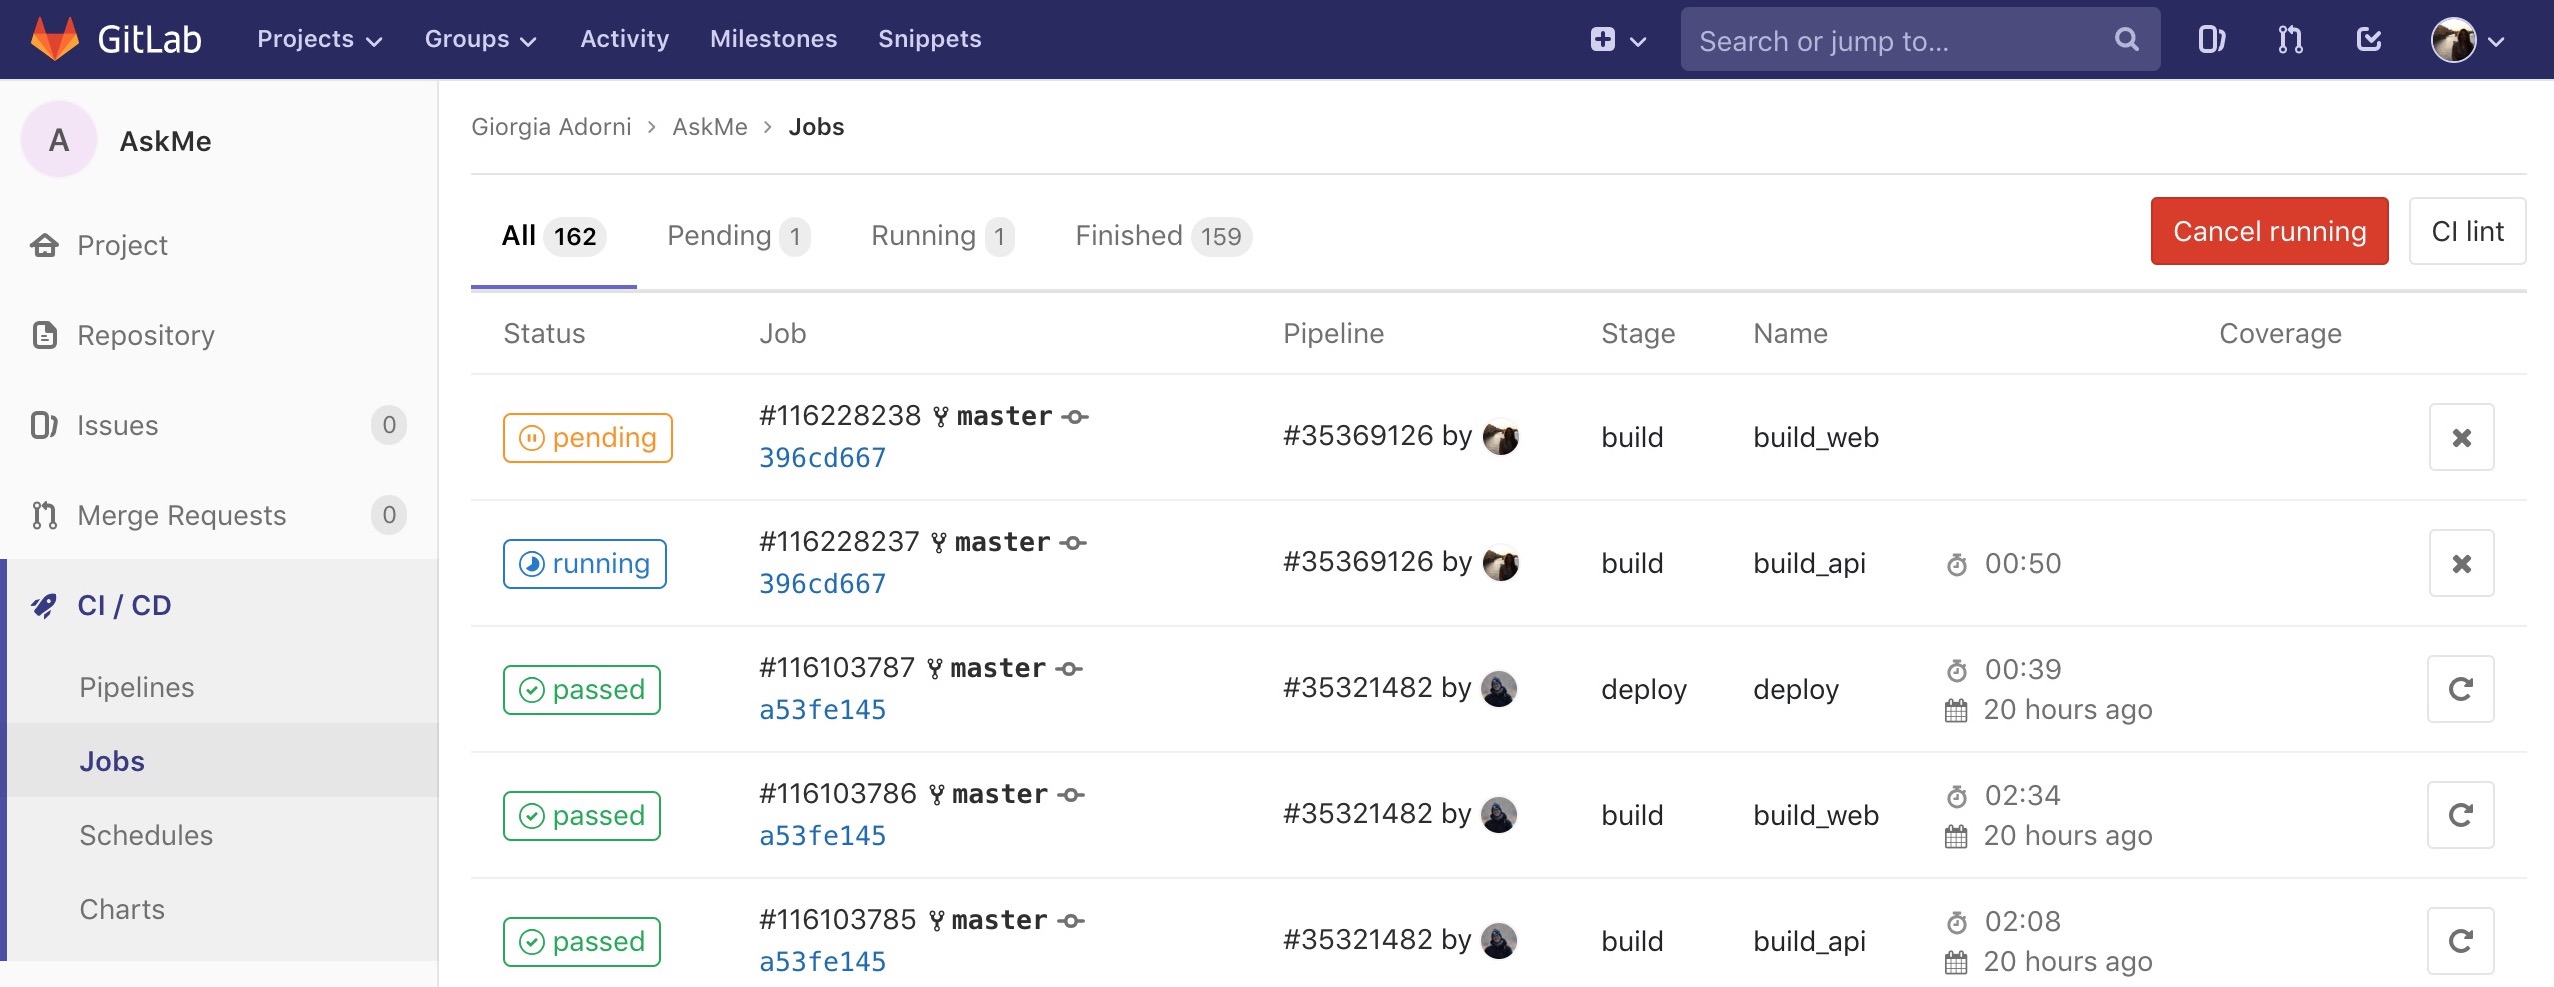 GitLab Projects Groups Activity Milestones Snippets Search or jump to...
A AskMe
Project
Repository
Issues 0
Merge Requests 0
CI / CD
Pipelines
Jobs
Schedules
Charts
Giorgia Adorni > AskMe > Jobs
All 162 Pending 1 Running 1 Finished 159 Cancel running CI lint
Status Job Pipeline Stage Name Coverage
pending #116228238 master #35369126 by build build_web
396cd667
running #116228237 master #35369126 by build build_api 00:50
396cd667
passed #116103787 master #35321482 by deploy deploy 00:39
a53fe145 20 hours ago
passed #116103786 master #35321482 by build build_web 02:34
a53fe145 20 hours ago
passed #116103785 master #35321482 by build build_api 02:08
a53fe145 20 hours ago